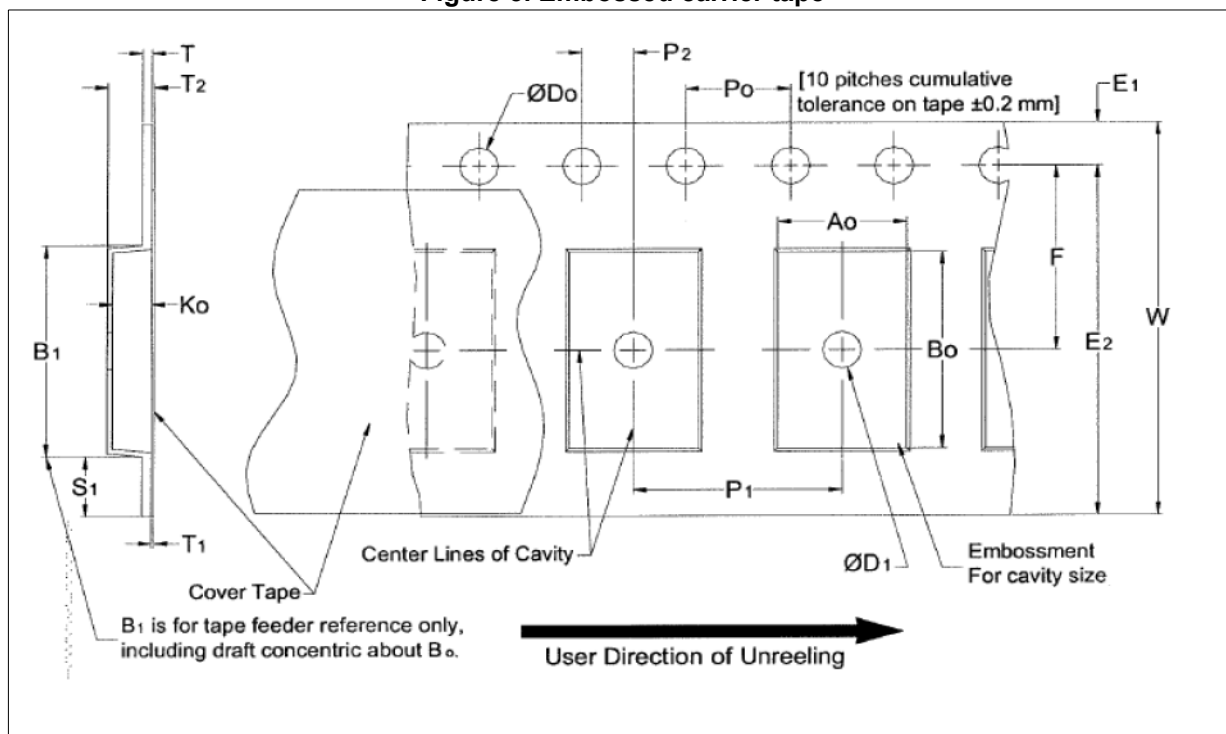 Figure 5. Embossed carrier tape
T
P2
T2
ØDo
Po
[10 pitches cumulative
tolerance on tape ±0.2 mm]
E1
Ao
F
Ko
W
B1
Bo
E2
S1
P1
T1
Center Lines of Cavity
ØD1
Embossment
For cavity size
Cover Tape
B1 is for tape feeder reference only,
including draft concentric about Bo.
User Direction of Unreeling